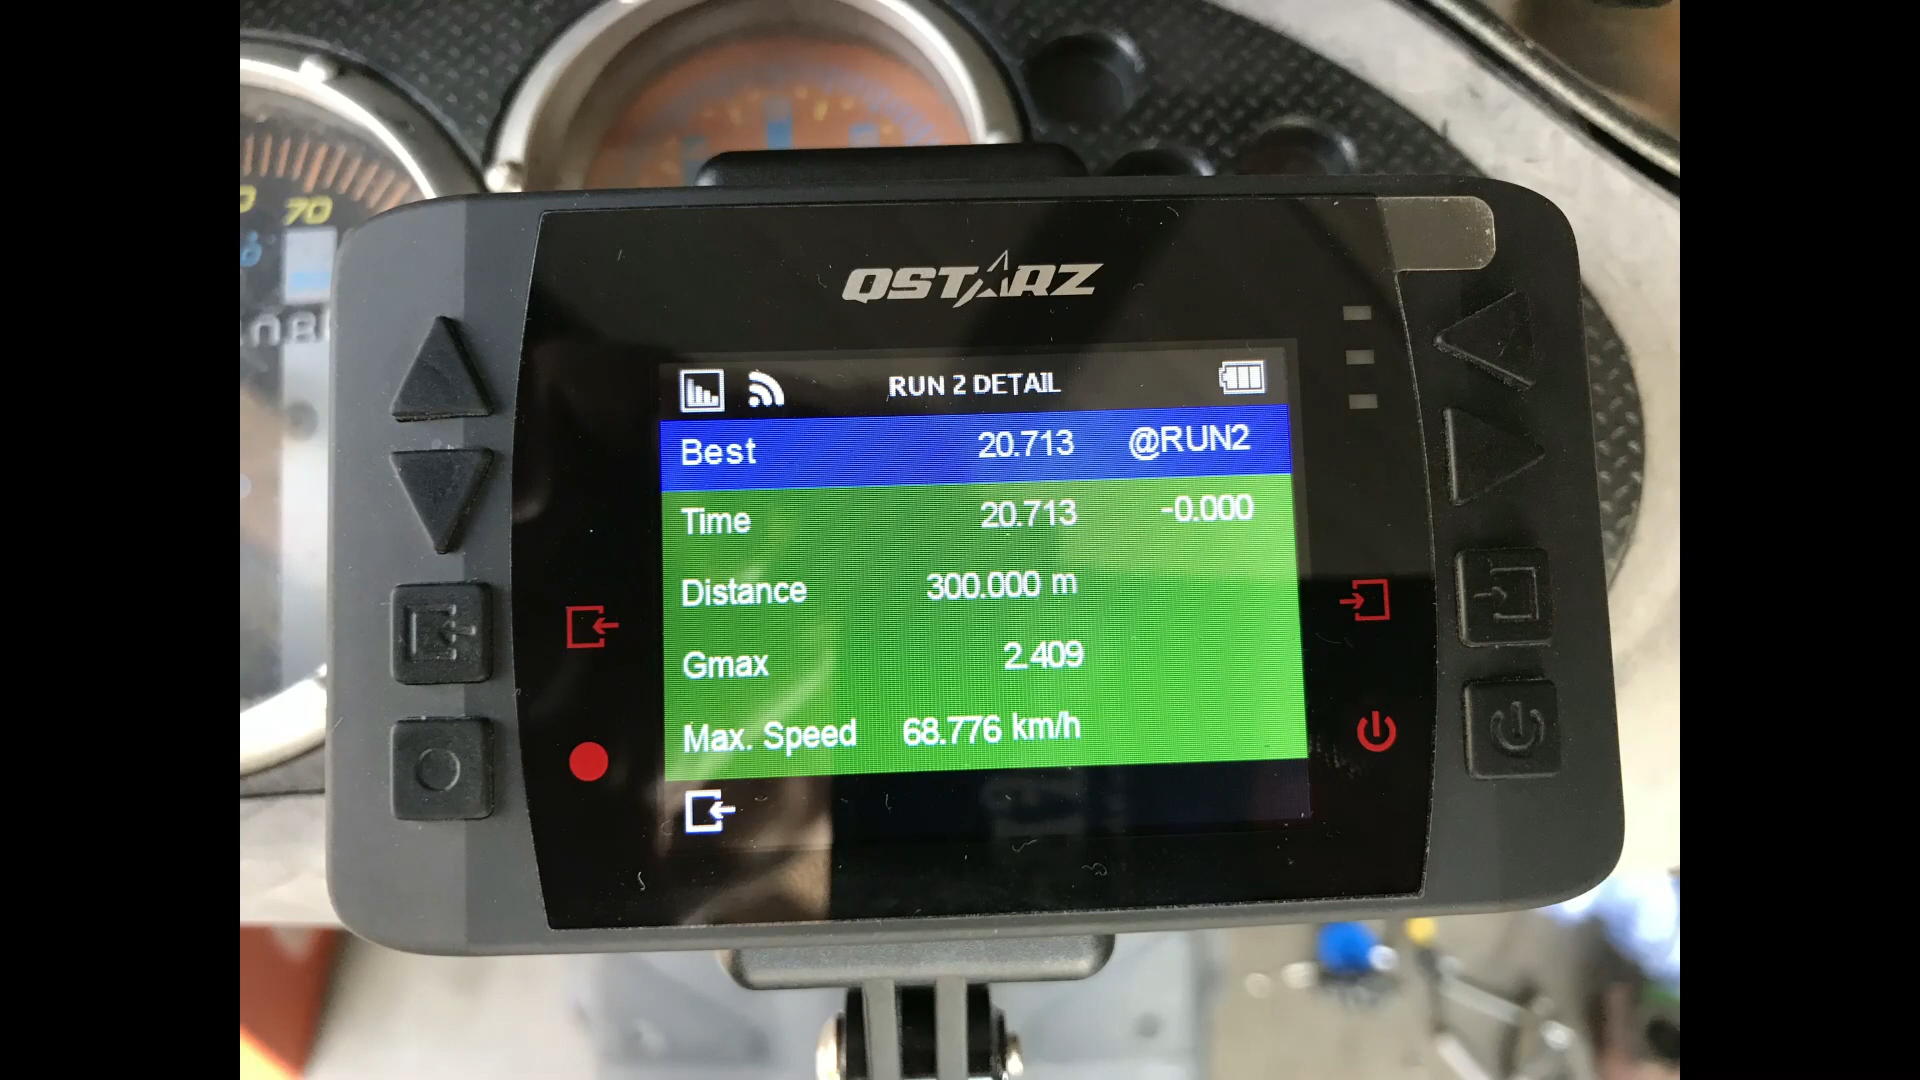 70
QSTARZ
RUN 2 DETAIL
Best 20.713 @RUN2
Time 20.713 -0.000
Distance 300.000 m
Gmax 2.409
Max. Speed 68.776 km/h